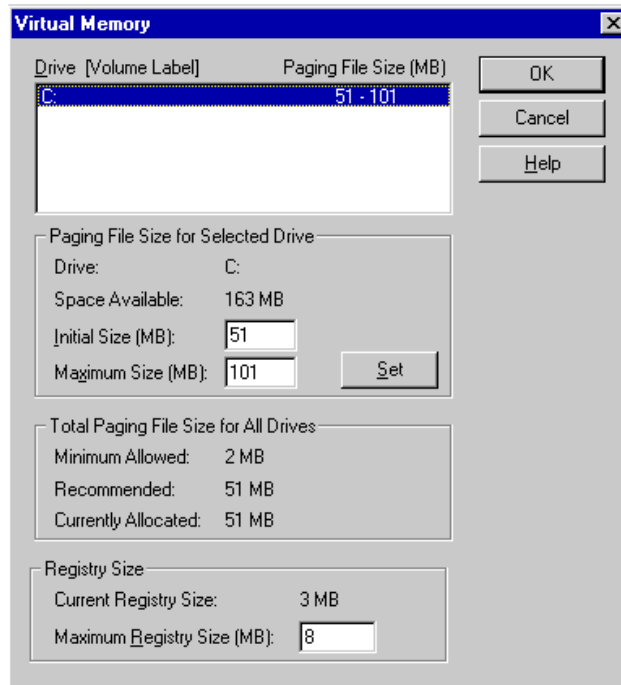 Virtual Memory
Drive [Volume Label] Paging File Size (MB)
C: 51 - 101
OK
Cancel
Help
Paging File Size for Selected Drive
Drive: C:
Space Available: 163 MB
Initial Size (MB): 51
Maximum Size (MB): 101
Set
Total Paging File Size for All Drives
Minimum Allowed: 2 MB
Recommended: 51 MB
Currently Allocated: 51 MB
Registry Size
Current Registry Size: 3 MB
Maximum Registry Size (MB): 8